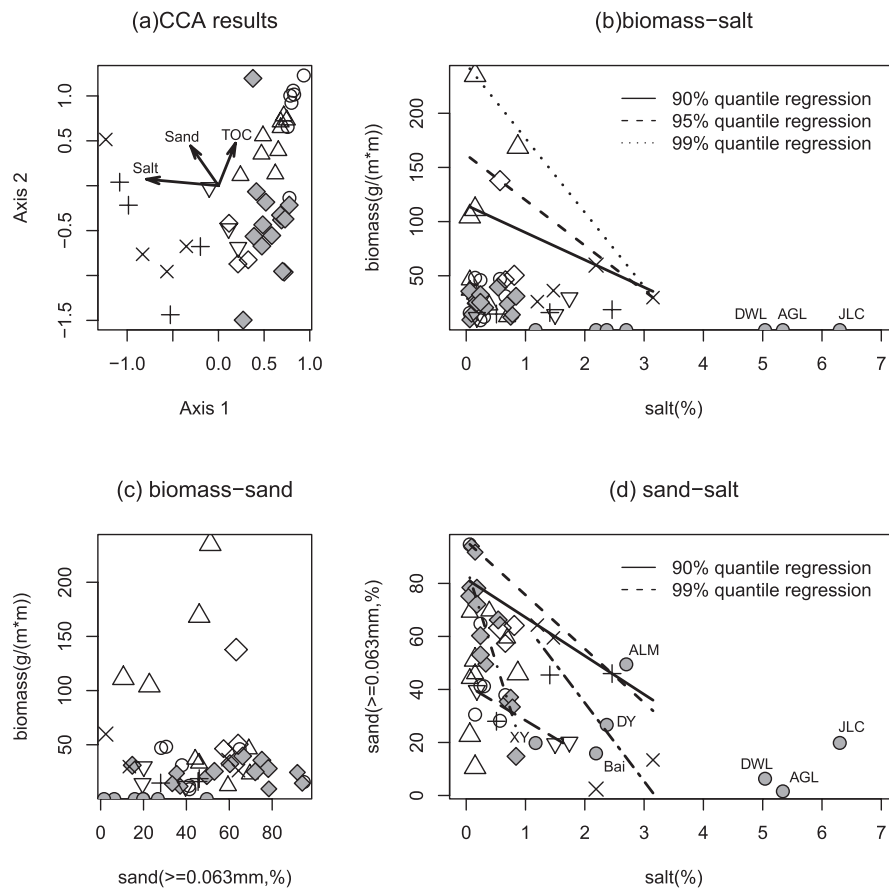 (a)CCA results
(b)biomass−salt
Axis 2
1.0
0.5
−0.5
−1.5
Sand
TOC
Salt
−1.0
0.0
0.5
1.0
Axis 1
biomass(g/(m*m))
200
150
100
50
90% quantile regression
95% quantile regression
99% quantile regression
DWL
AGL
JLC
0
1
2
3
4
5
6
7
salt(%)
(c) biomass−sand
(d) sand−salt
biomass(g/(m*m))
200
150
100
50
0
20
40
60
80
sand(>=0.063mm,%)
sand(>=0.063mm,%)
80
60
40
20
0
90% quantile regression
99% quantile regression
ALM
DY
XY
Bai
JLC
DWL
AGL
0
1
2
3
4
5
6
7
salt(%)